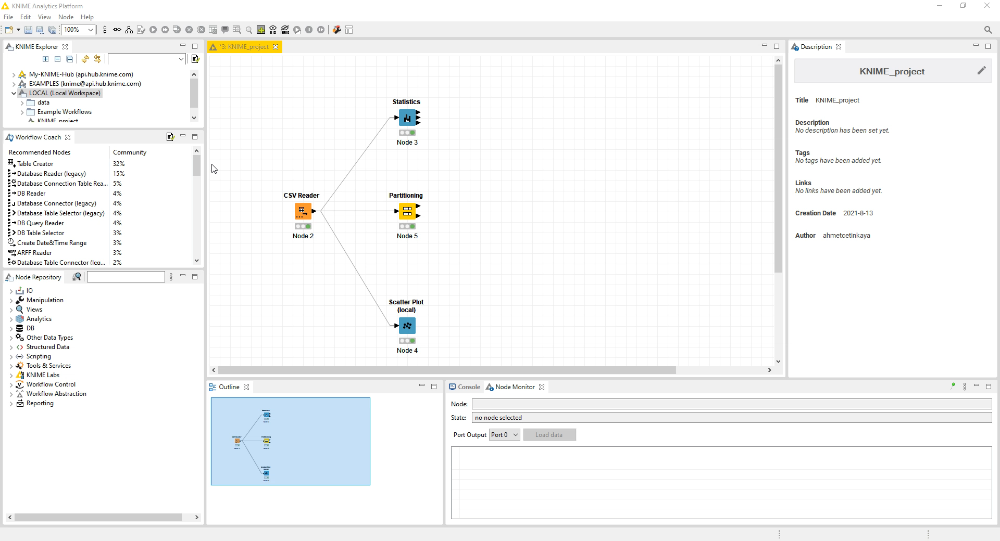 KNIME Analytics Platform
File Edit View Node Help
100%
#ID
NAME
KNIME Explorer
My-KNIME-Hub (api.hub.knime.com)
EXAMPLES (knime@api.hub.knime.com)
LOCAL (Local Workspace)
data
Example Workflows
KNIME_project
Workflow Coach
Recommended Nodes Community
Table Creator 32%
Database Reader (legacy) 15%
Database Connection Table Rea... 5%
DB Reader 4%
Database Connector (legacy) 4%
Database Table Selector (legacy) 4%
DB Query Reader 4%
DB Table Selector 3%
Create Date&Time Range 3%
ARFF Reader 3%
Database Table Connector (leg... 2%
Node Repository
IO
Manipulation
Views
Analytics
DB
Other Data Types
Structured Data
Scripting
Tools & Services
KNIME Labs
Workflow Control
Workflow Abstraction
Reporting
*3: KNIME_project
Statistics
Node 3
CSV Reader
Node 2
Partitioning
Node 5
Scatter Plot
(local)
Node 4
Outline
Console Node Monitor
Node:
State: no node selected
Port Output Port 0 Load data
Description
KNIME_project
Title KNIME_project
Description
No description has been set yet.
Tags
No tags have been added yet.
Links
No links have been added yet.
Creation Date 2021-8-13
Author ahmetcetinkaya